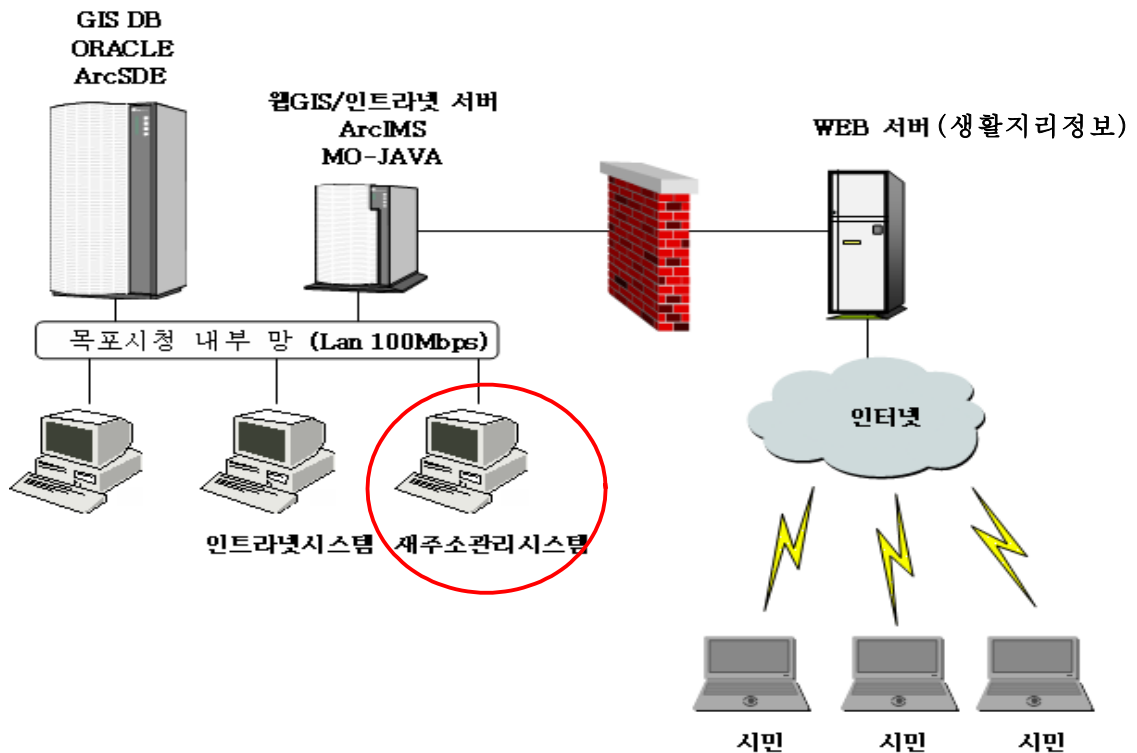 GIS DB
ORACLE
ArcSDE
웹GIS/인트라넷 서버
ArcIMS
MO-JAVA
WEB 서버(생활지리정보)
목포시청 내부 망 (Lan 100Mbps)
인터넷
인트라넷시스템
새주소관리시스템
시민
시민
시민